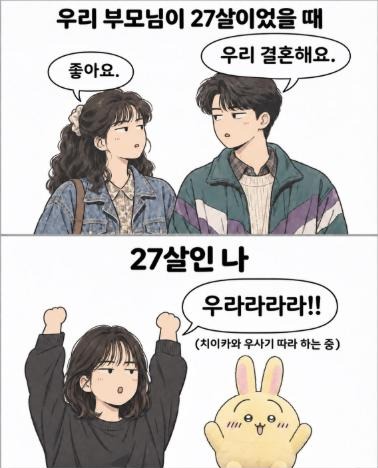 우리 부모님이 27살이었을 때
좋아요.
우리 결혼해요.
27살인 나
우라라라라!!
(치이카와 우사기 따라 하는 중)